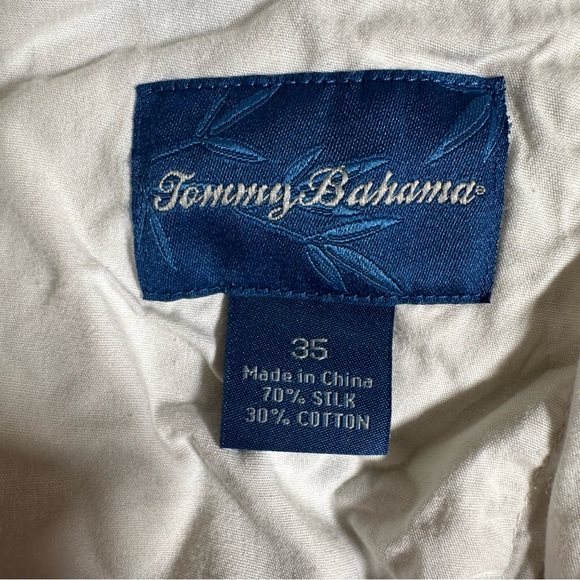 Tommy Bahama®
35
Made in China
70% SILK
30% COTTON